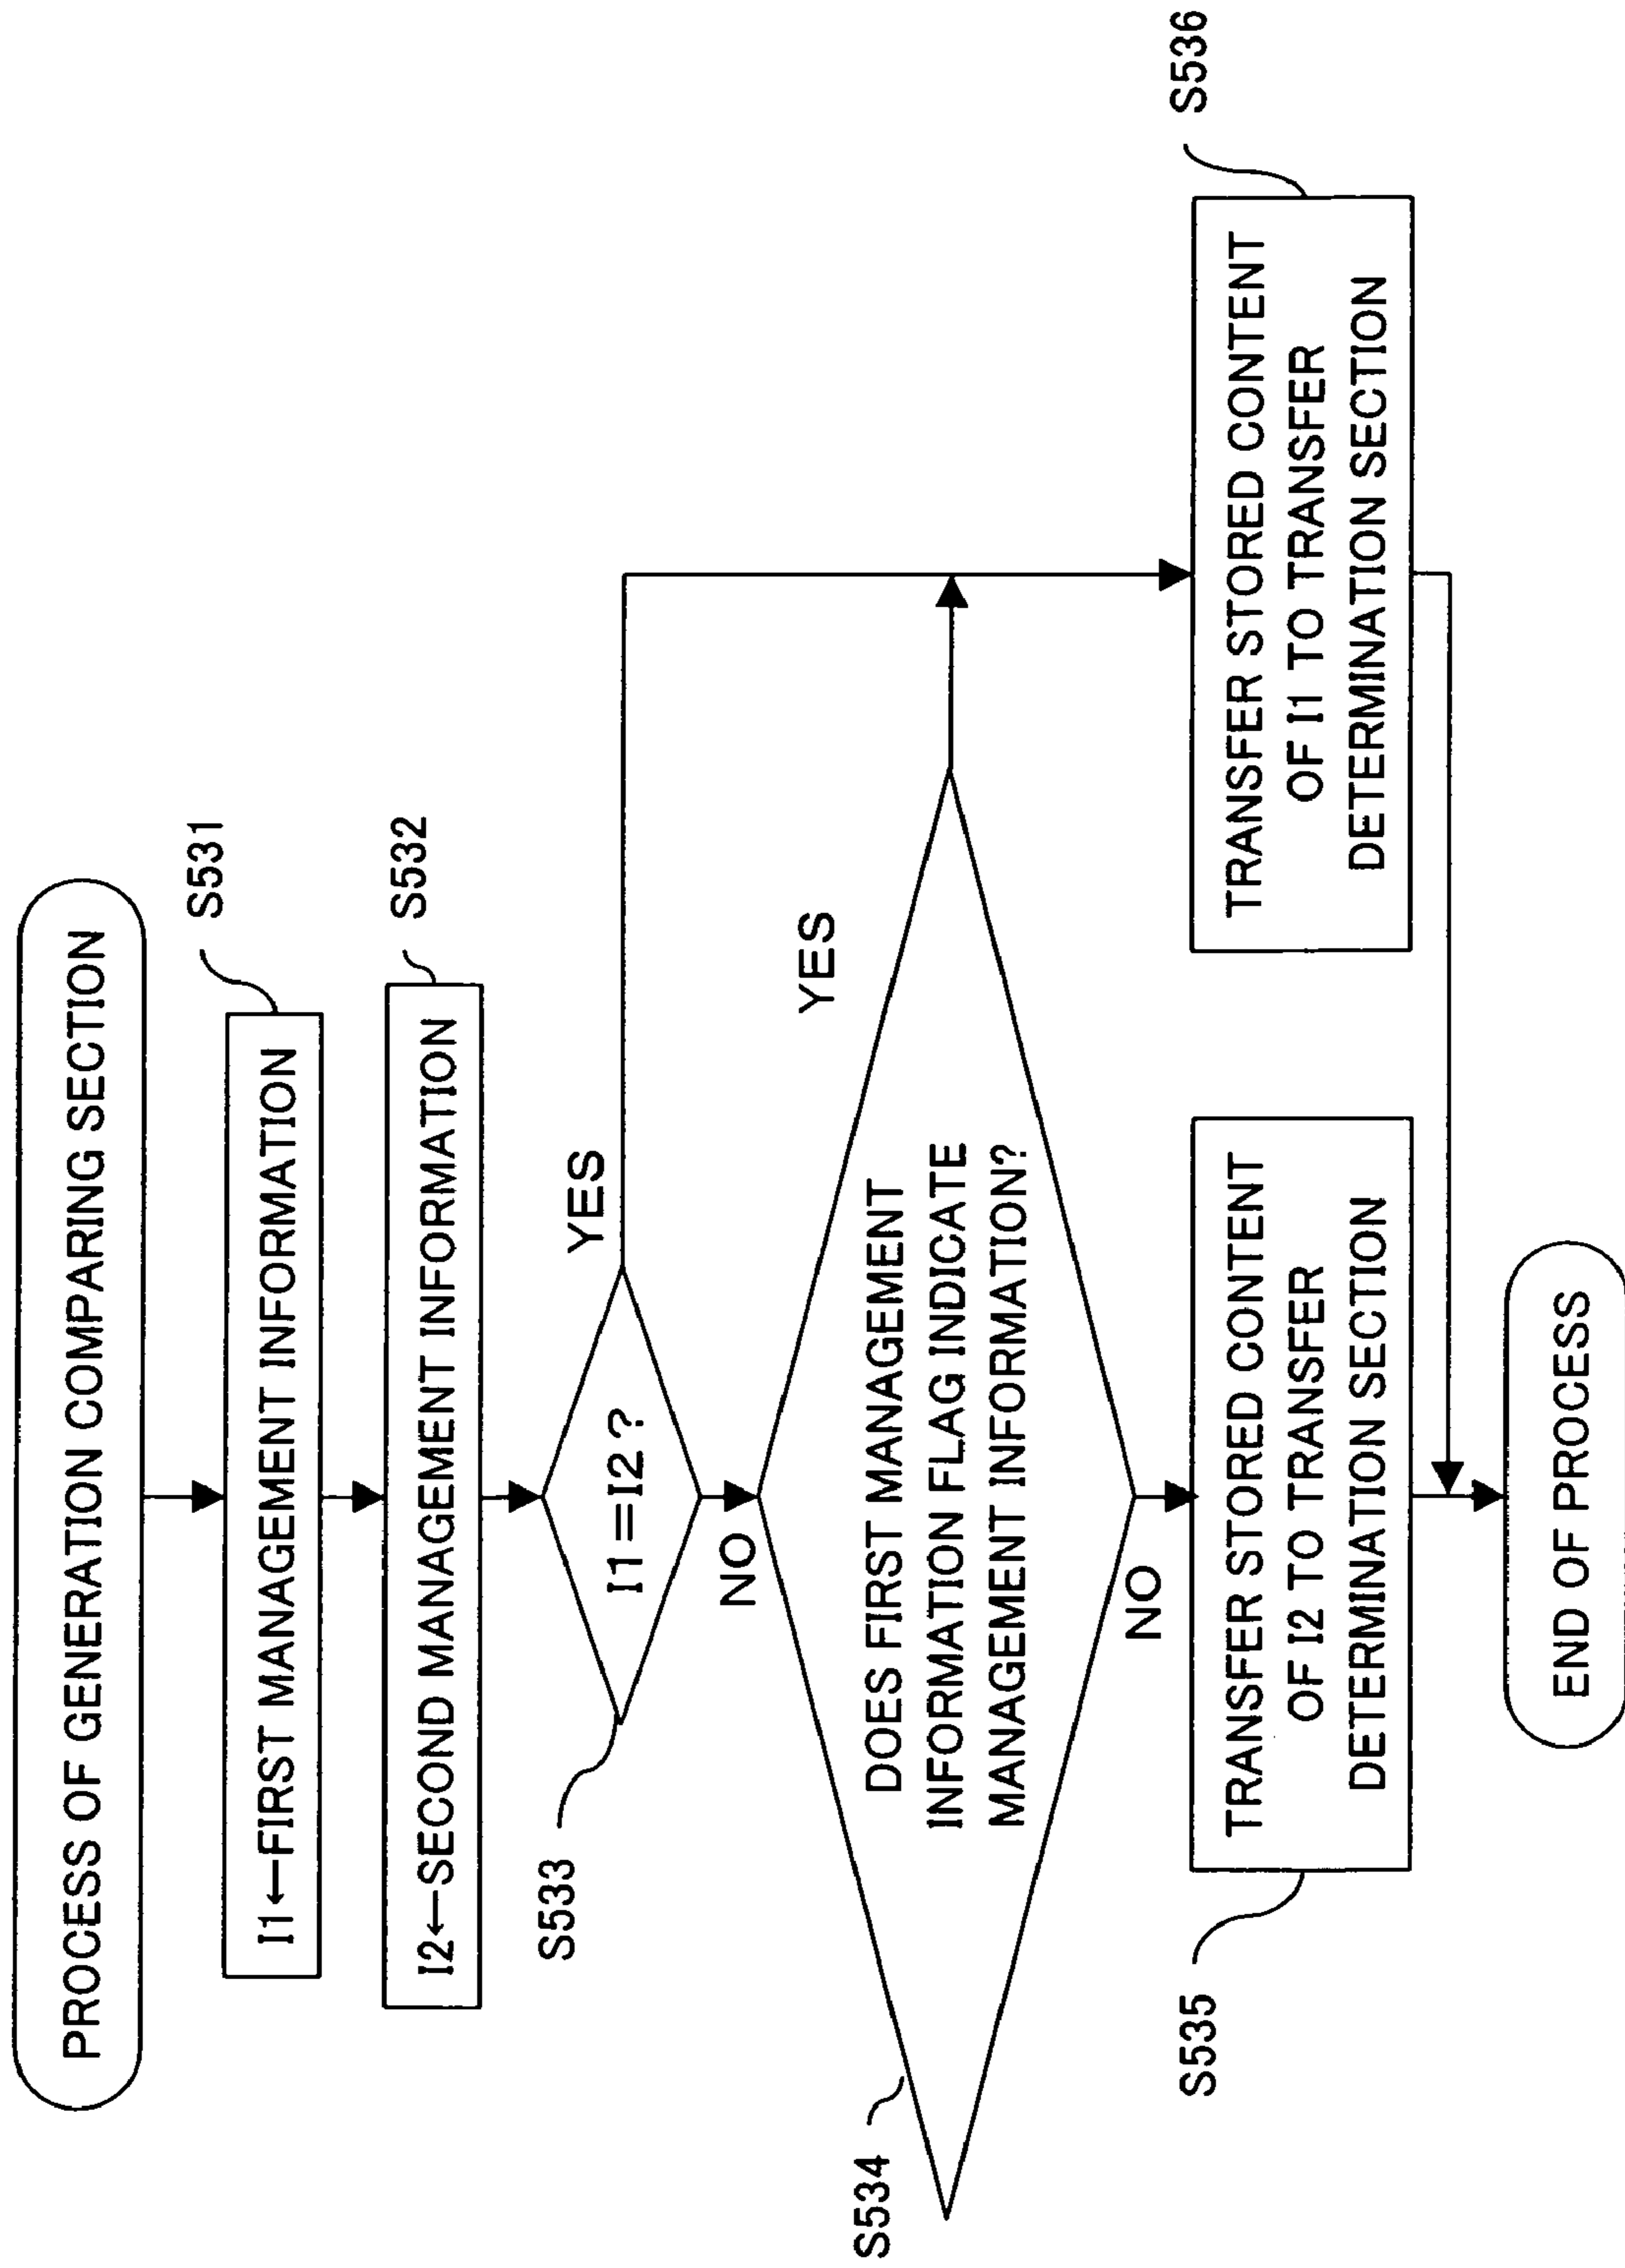 PROCESS OF GENERATION COMPARING SECTION
S531
I1←FIRST MANAGEMENT INFORMATION
S532
I2←SECOND MANAGEMENT INFORMATION
S533
I1=I2?
YES
NO
S534
DOES FIRST MANAGEMENT
INFORMATION FLAG INDICATE
MANAGEMENT INFORMATION?
YES
NO
S535
TRANSFER STORED CONTENT
OF I2 TO TRANSFER
DETERMINATION SECTION
S536
TRANSFER STORED CONTENT
OF I1 TO TRANSFER
DETERMINATION SECTION
END OF PROCESS